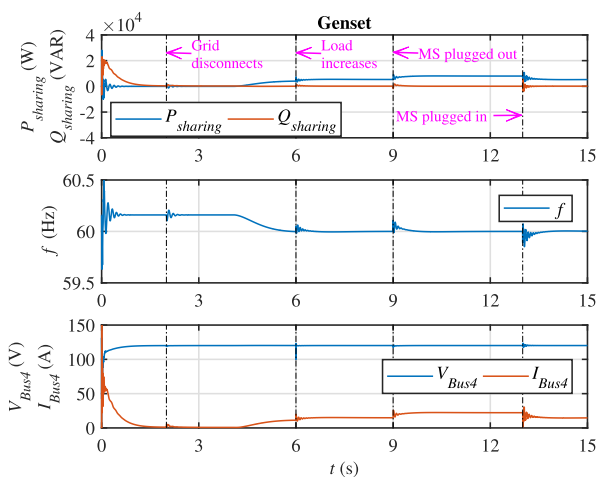 Genset
×10⁴
P_sharing (W)
Q_sharing (VAR)
4
2
0
-2
-4
Grid
disconnects
Load
increases
MS plugged out
MS plugged in
P_sharing Q_sharing
0 3 6 9 12 15
f (Hz)
60.5
60
59.5
f
0 3 6 9 12 15
V_Bus4 (V)
I_Bus4 (A)
150
100
50
0
V_Bus4 I_Bus4
0 3 6 9 12 15
t (s)